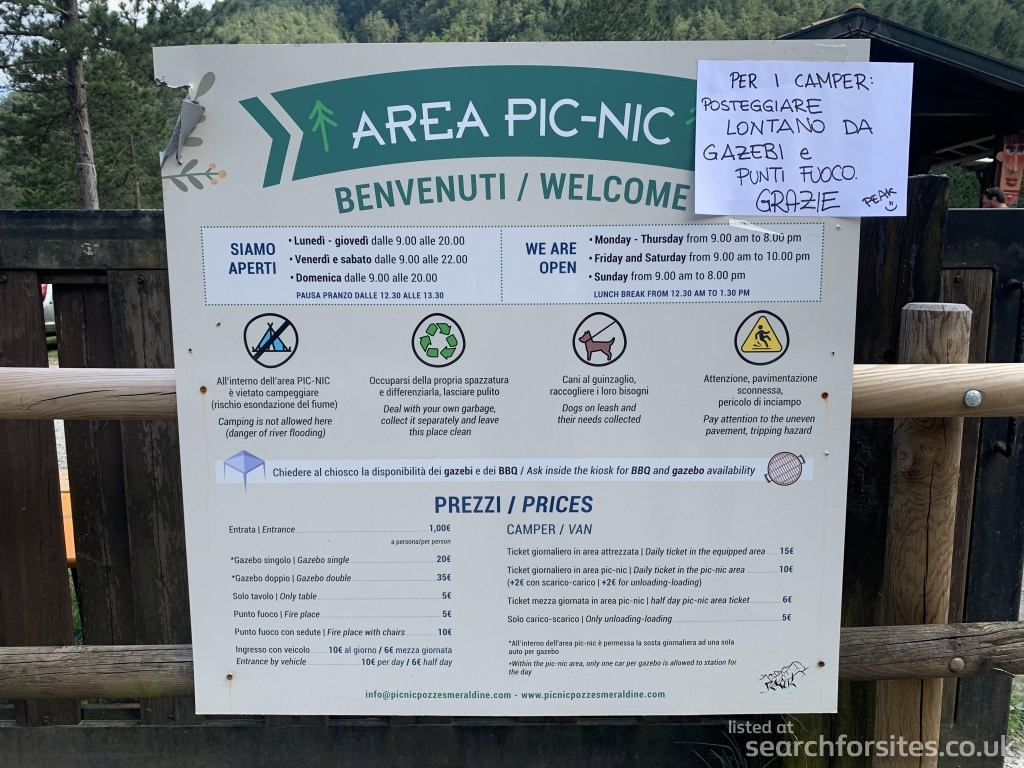 AREA PIC-NIC
BENVENUTI / WELCOME
PER I CAMPER:
POSTEGGIARE
LONTANO DA
GAZEBI e
PUNTI FUOCO.
GRAZIE
PEAK
SIAMO
APERTI
• Lunedì - giovedì dalle 9.00 alle 20.00
• Venerdì e sabato dalle 9.00 alle 22.00
• Domenica dalle 9.00 alle 20.00
PAUSA PRANZO DALLE 12.30 ALLE 13.30
WE ARE
OPEN
• Monday - Thursday from 9.00 am to 8.00 pm
• Friday and Saturday from 9.00 am to 10.00 pm
• Sunday from 9.00 am to 8.00 pm
LUNCH BREAK FROM 12.30 AM TO 1.30 PM
All'interno dell'area PIC-NIC
è vietato campeggiare
(rischio esondazione del fiume)
Camping is not allowed here
(danger of river flooding)
Occuparsi della propria spazzatura
e differenziarla, lasciare pulito
Deal with your own garbage,
collect it separately and leave
this place clean
Cani al guinzaglio,
raccogliere i loro bisogni
Dogs on leash and
their needs collected
Attenzione, pavimentazione
sconnessa,
pericolo di inciampo
Pay attention to the uneven
pavement, tripping hazard
Chiedere al chiosco la disponibilità dei gazebi e dei BBQ / Ask inside the kiosk for BBQ and gazebo availability
PREZZI / PRICES
Entrata | Entrance 1,00€
a persona/per person
*Gazebo singolo | Gazebo single 20€
*Gazebo doppio | Gazebo double 35€
Solo tavolo | Only table 5€
Punto fuoco | Fire place 5€
Punto fuoco con sedute | Fire place with chairs 10€
Ingresso con veicolo 10€ al giorno / 6€ mezza giornata
Entrance by vehicle 10€ per day / 6€ half day
CAMPER / VAN
Ticket giornaliero in area attrezzata | Daily ticket in the equipped area 15€
Ticket giornaliero in area pic-nic | Daily ticket in the pic-nic area 10€
(+2€ con scarico-carico | +2€ for unloading-loading)
Ticket mezza giornata in area pic-nic | half day pic-nic area ticket 6€
Solo carico-scarico | Only unloading-loading 5€
*All'interno dell'area pic-nic è permessa la sosta giornaliera ad una sola
auto per gazebo
*Within the pic-nic area, only one car per gazebo is allowed to station for
the day
info@picnicpozzesmeraldine.com - www.picnicpozzesmeraldine.com
listed at
searchforsites.co.uk